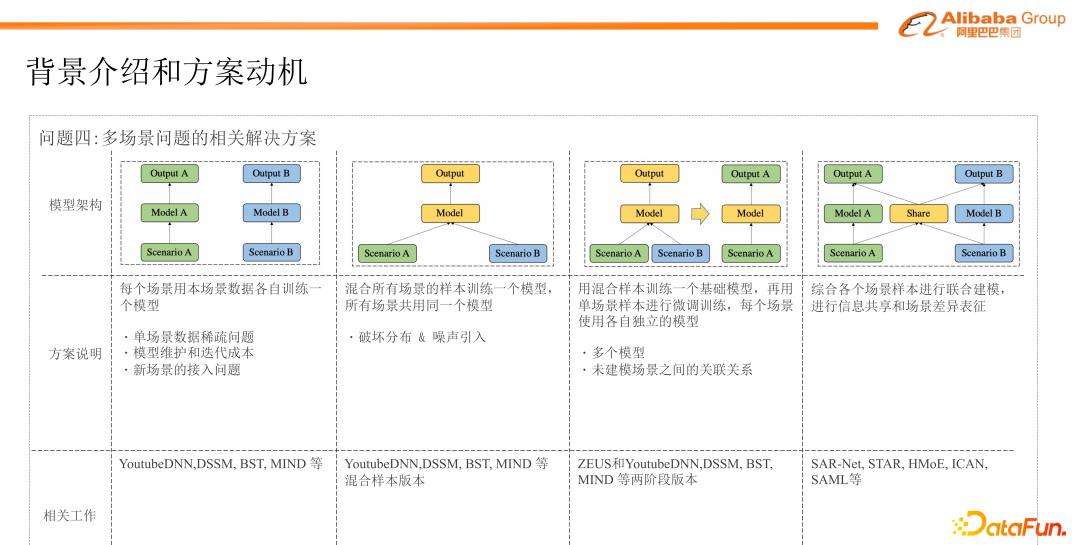 Alibaba Group
阿里巴巴集团
背景介绍和方案动机
问题四:多场景问题的相关解决方案
模型架构
Output A
Output B
Model A
Model B
Scenario A
Scenario B
Output
Model
Scenario A
Scenario B
Output
Output A
Model
Model
Scenario A
Scenario B
Scenario A
Output A
Output B
Model A
Share
Model B
Scenario A
Scenario B
方案说明
每个场景用本场景数据各自训练一
个模型
· 单场景数据稀疏问题
· 模型维护和迭代成本
· 新场景的接入问题
混合所有场景的样本训练一个模型，
所有场景共用同一个模型
· 破坏分布 & 噪声引入
用混合样本训练一个基础模型，再用
单场景样本进行微调训练，每个场景
使用各自独立的模型
· 多个模型
· 未建模场景之间的关联关系
综合各个场景样本进行联合建模，
进行信息共享和场景差异表征
相关工作
YoutubeDNN,DSSM, BST, MIND 等
YoutubeDNN,DSSM, BST, MIND 等
混合样本版本
ZEUS和YoutubeDNN,DSSM, BST,
MIND 等两阶段版本
SAR-Net, STAR, HMoE, ICAN,
SAML等
DataFun.